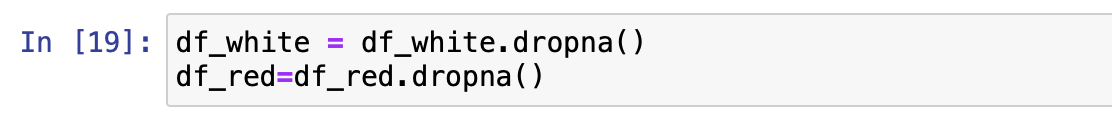 In [19]: df_white = df_white.dropna()
df_red=df_red.dropna()